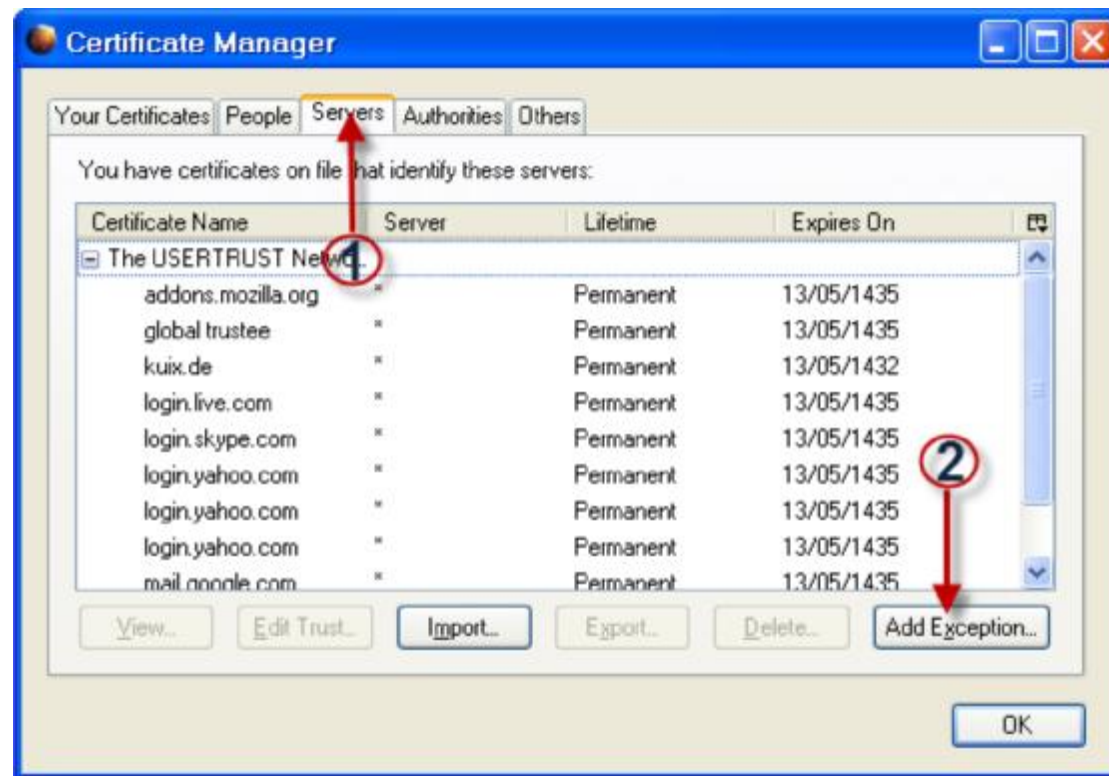 Certificate Manager
Your Certificates People Servers Authorities Others
You have certificates on file that identify these servers:
Certificate Name Server Lifetime Expires On
The USERTRUST Netwo...
1
addons.mozilla.org * Permanent 13/05/1435
global trustee * Permanent 13/05/1435
kuix.de * Permanent 13/05/1432
login.live.com * Permanent 13/05/1435
login.skype.com * Permanent 13/05/1435
2
login.yahoo.com * Permanent 13/05/1435
login.yahoo.com * Permanent 13/05/1435
login.yahoo.com * Permanent 13/05/1435
mail.google.com * Permanent 13/05/1435
View... Edit Trust... Import... Export... Delete... Add Exception...
OK